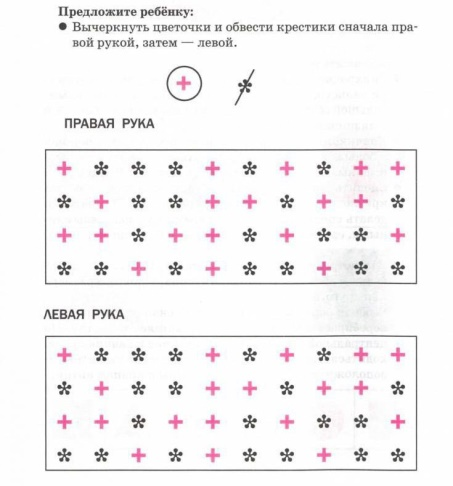 Предложите ребёнку:
● Вычеркнуть цветочки и обвести крестики сначала пра-
вой рукой, затем — левой.
ПРАВАЯ РУКА
ЛЕВАЯ РУКА